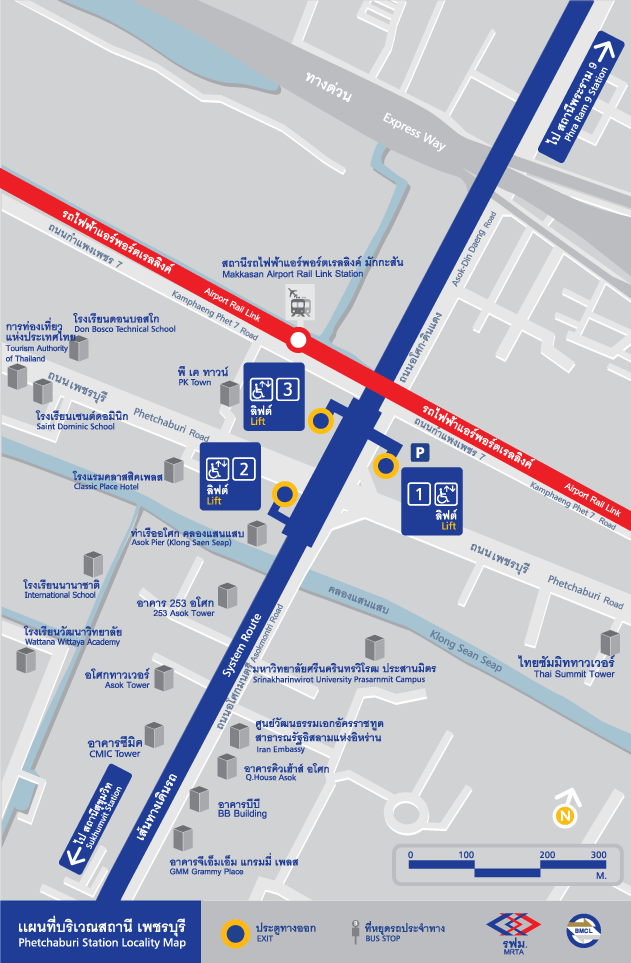 ทางด่วน
Express Way
ไป สถานีพระราม 9
Phra Ram 9 Station
รถไฟฟ้าแอร์พอร์ตเรลลิงค์
Airport Rail Link
ถนนกำแพงเพชร 7
Kamphaeng Phet 7 Road
สถานีรถไฟฟ้าแอร์พอร์ตเรลลิงค์ มักกะสัน
Makkasan Airport Rail Link Station
Asok-Din Daeng Road
ถนนอโศก-ดินแดง
การท่องเที่ยว
แห่งประเทศไทย
Tourism Authority
of Thailand
โรงเรียนดอนบอสโก
Don Bosco Technical School
โรงเรียนเซนต์ดอมินิก
Saint Dominic School
ถนนเพชรบุรี
Phetchaburi Road
พี เค ทาวน์
PK Town
3
ลิฟต์
Lift
2
ลิฟต์
Lift
P
1
ลิฟต์
Lift
รถไฟฟ้าแอร์พอร์ตเรลลิงค์
Airport Rail Link
ถนนกำแพงเพชร 7
Kamphaeng Phet 7 Road
โรงแรมคลาสสิคเพลส
Classic Place Hotel
ท่าเรืออโศก คลองแสนแสบ
Asok Pier (Klong Saen Seap)
ถนนเพชรบุรี
Phetchaburi Road
โรงเรียนนานาชาติ
International School
อาคาร 253 อโศก
253 Asok Tower
คลองแสนแสบ
Klong Sean Seap
โรงเรียนวัฒนาวิทยาลัย
Wattana Wittaya Academy
System Route
Asokmontri Road
ถนนอโศกมนตรี
มหาวิทยาลัยศรีนครินทรวิโรฒ ประสานมิตร
Srinakharinwirot University Prasarnmit Campus
ไทยซัมมิททาวเวอร์
Thai Summit Tower
อโศกทาวเวอร์
Asok Tower
อาคารซีมิค
CMIC Tower
ศูนย์วัฒนธรรมเอกอัครราชทูต
สาธารณรัฐอิสลามแห่งอิหร่าน
Iran Embassy
อาคารคิวเฮ้าส์ อโศก
Q.House Asok
เส้นทางเดินรถ
ไป สถานีสุขุมวิท
Sukhumvit Station
อาคารบีบี
BB Building
อาคารจีเอ็มเอ็ม แกรมมี่ เพลส
GMM Grammy Place
N
0 100 200 300
M.
แผนที่บริเวณสถานี เพชรบุรี
Phetchaburi Station Locality Map
ประตูทางออก
EXIT
ที่หยุดรถประจำทาง
BUS STOP
รฟม.
MRTA
BMCL